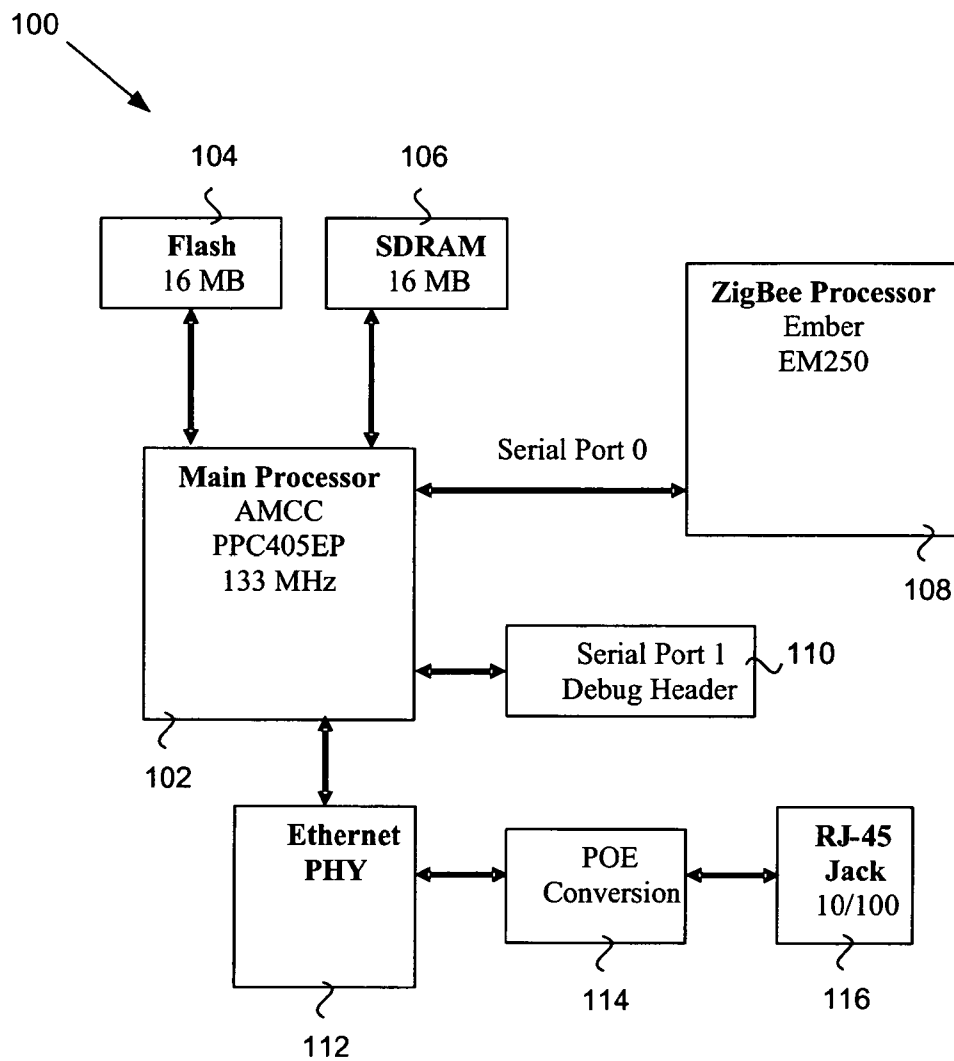 100
104
106
Flash
16 MB
SDRAM
16 MB
ZigBee Processor
Ember
EM250
Serial Port 0
Main Processor
AMCC
PPC405EP
133 MHz
108
Serial Port 1
Debug Header
110
102
Ethernet
PHY
POE
Conversion
RJ-45
Jack
10/100
114
116
112